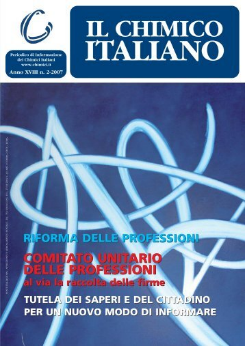 IL CHIMICO
ITALIANO
Periodico di Informazione
dei Chimici Italiani
www.chimici.it
Anno XVIII n. 2-2007
RIFORMA DELLE PROFESSIONI
COMITATO UNITARIO
DELLE PROFESSIONI
al via la raccolta delle firme
TUTELA DEI SAPERI E DEL CITTADINO
PER UN NUOVO MODO DI INFORMARE